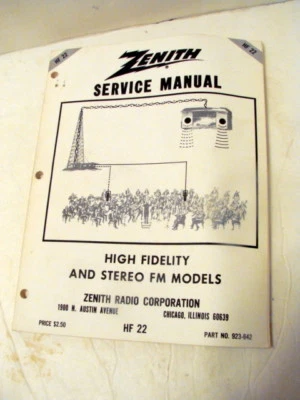 HF 22
HF 22
ZENITH
SERVICE MANUAL
HIGH FIDELITY
AND STEREO FM MODELS
ZENITH RADIO CORPORATION
1900 N. AUSTIN AVENUE CHICAGO, ILLINOIS 60639
PRICE $2.50 HF 22 PART NO. 923-642